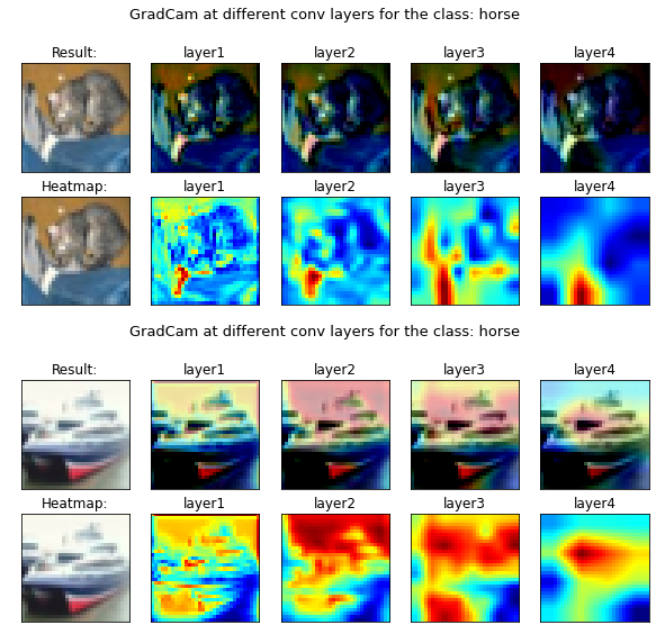 GradCam at different conv layers for the class: horse
Result: layer1 layer2 layer3 layer4
Heatmap: layer1 layer2 layer3 layer4
GradCam at different conv layers for the class: horse
Result: layer1 layer2 layer3 layer4
Heatmap: layer1 layer2 layer3 layer4